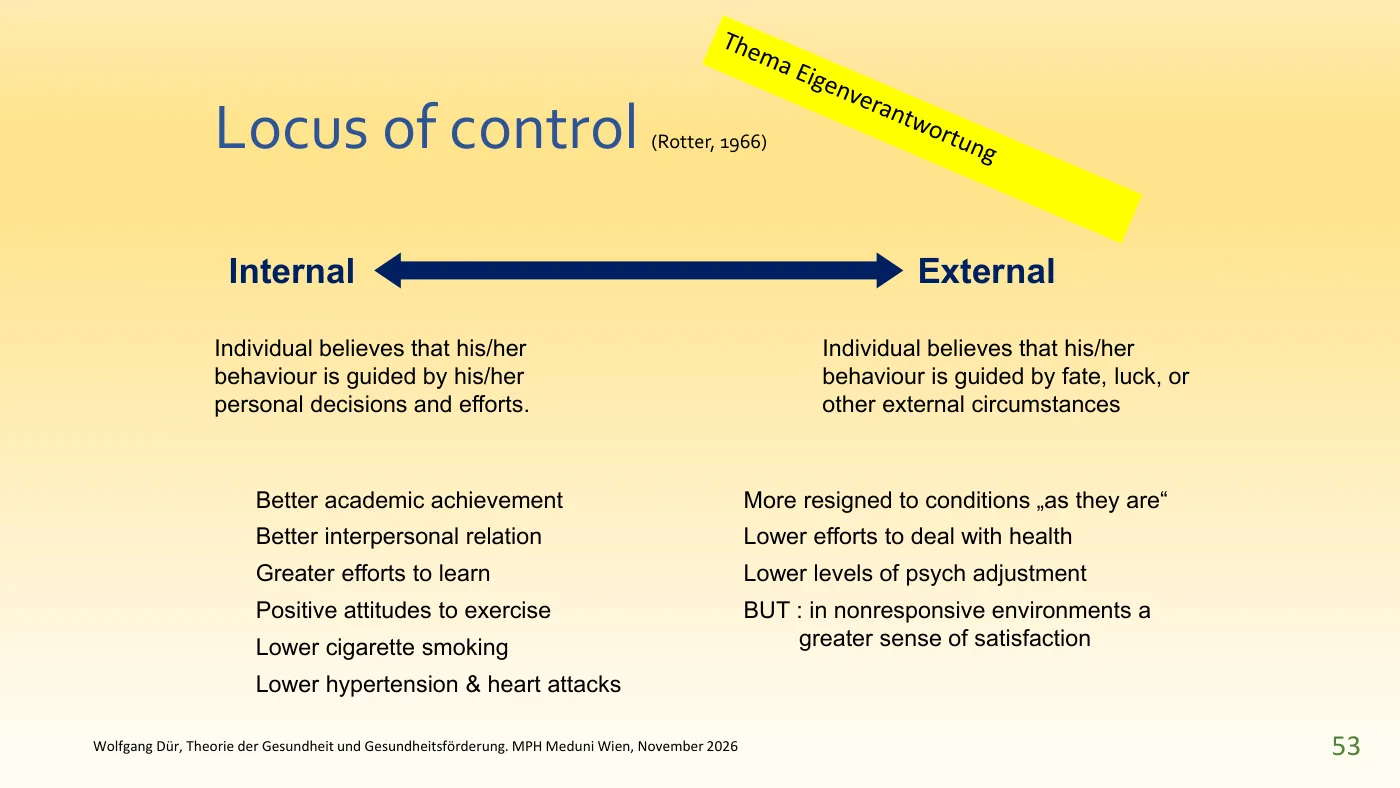 Thema Eigenverantwortung
Locus of control (Rotter, 1966)
Internal
External
Individual believes that his/her
behaviour is guided by his/her
personal decisions and efforts.
Individual believes that his/her
behaviour is guided by fate, luck, or
other external circumstances
Better academic achievement
Better interpersonal relation
Greater efforts to learn
Positive attitudes to exercise
Lower cigarette smoking
Lower hypertension & heart attacks
More resigned to conditions „as they are“
Lower efforts to deal with health
Lower levels of psych adjustment
BUT : in nonresponsive environments a
greater sense of satisfaction
Wolfgang Dür, Theorie der Gesundheit und Gesundheitsförderung. MPH Meduni Wien, November 2026
53